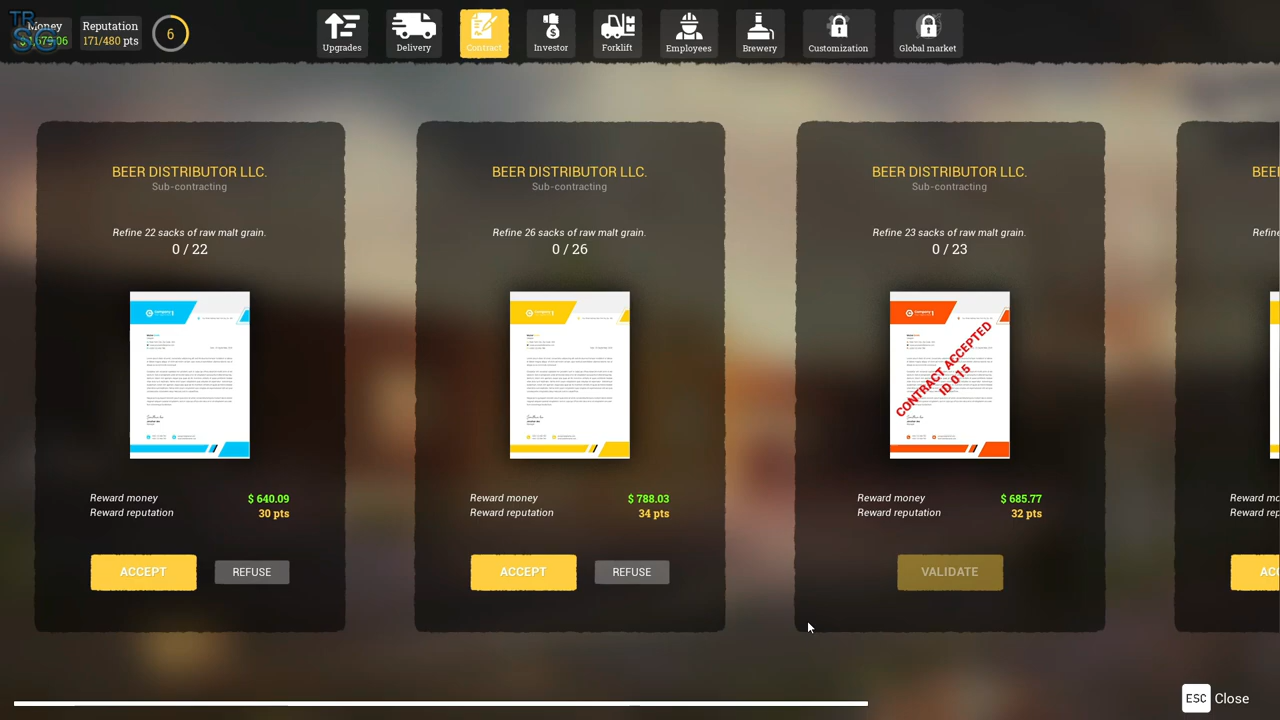 Money
Reputation
171/480 pts
6
Upgrades
Delivery
Contract
Investor
Forklift
Employees
Brewery
Customization
Global market
BEER DISTRIBUTOR LLC.
Sub-contracting
Refine 22 sacks of raw malt grain.
0 / 22
Reward money
$ 640.09
Reward reputation
30 pts
ACCEPT
REFUSE
BEER DISTRIBUTOR LLC.
Sub-contracting
Refine 26 sacks of raw malt grain.
0 / 26
Reward money
$ 788.03
Reward reputation
34 pts
ACCEPT
REFUSE
BEER DISTRIBUTOR LLC.
Sub-contracting
Refine 23 sacks of raw malt grain.
0 / 23
CONTRACT ACCEPTED
ID 015
Reward money
$ 685.77
Reward reputation
32 pts
VALIDATE
ESC Close